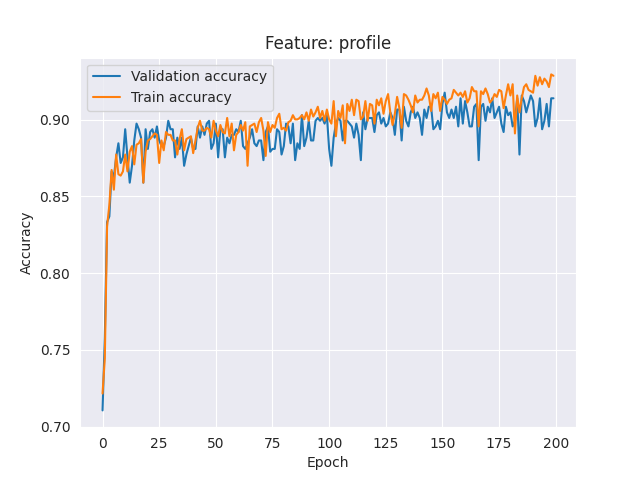 Feature: profile
Validation accuracy
Train accuracy
Accuracy
0.90
0.85
0.80
0.75
0.70
0 25 50 75 100 125 150 175 200
Epoch